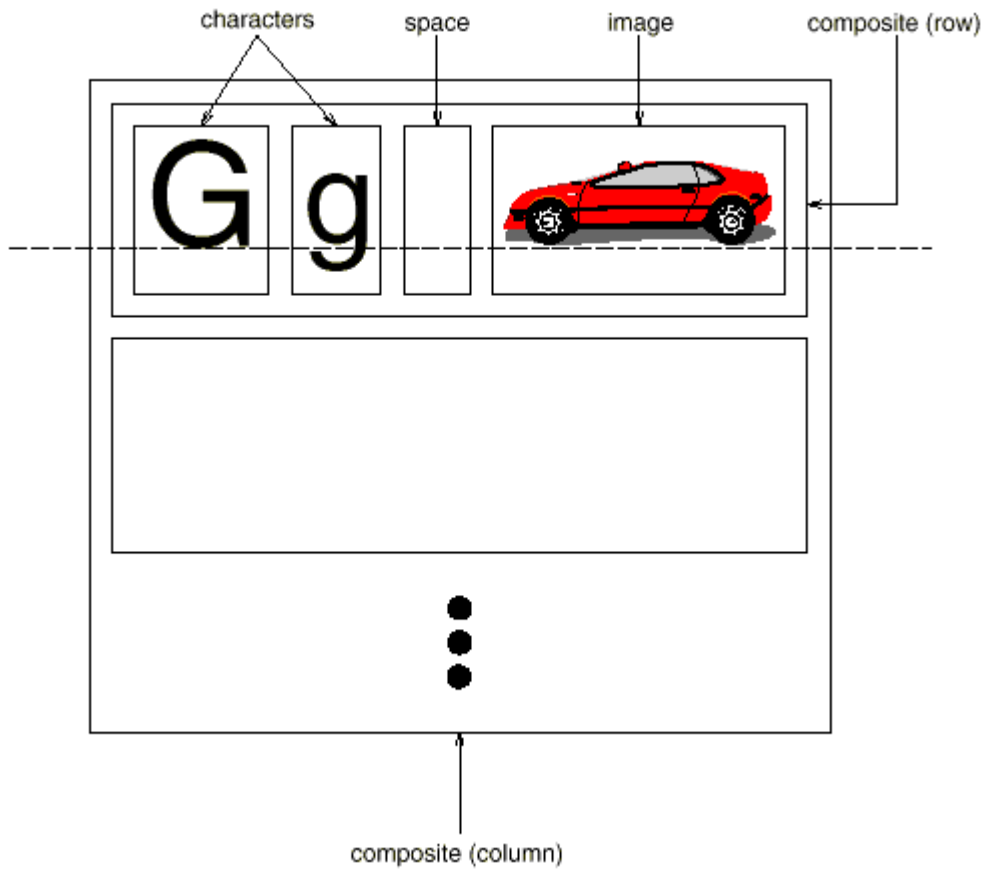 characters
space
image
composite (row)
G g
composite (column)